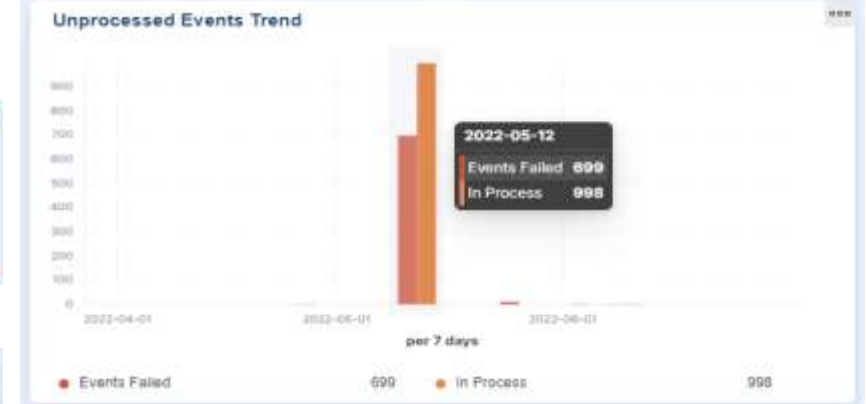 Unprocessed Events Trend
900
800
700
600
500
400
300
200
100
0
2022-05-12
Events Failed 699
In Process 998
2022-04-01 2022-05-01 2022-06-01
per 7 days
Events Failed 699 In Process 998